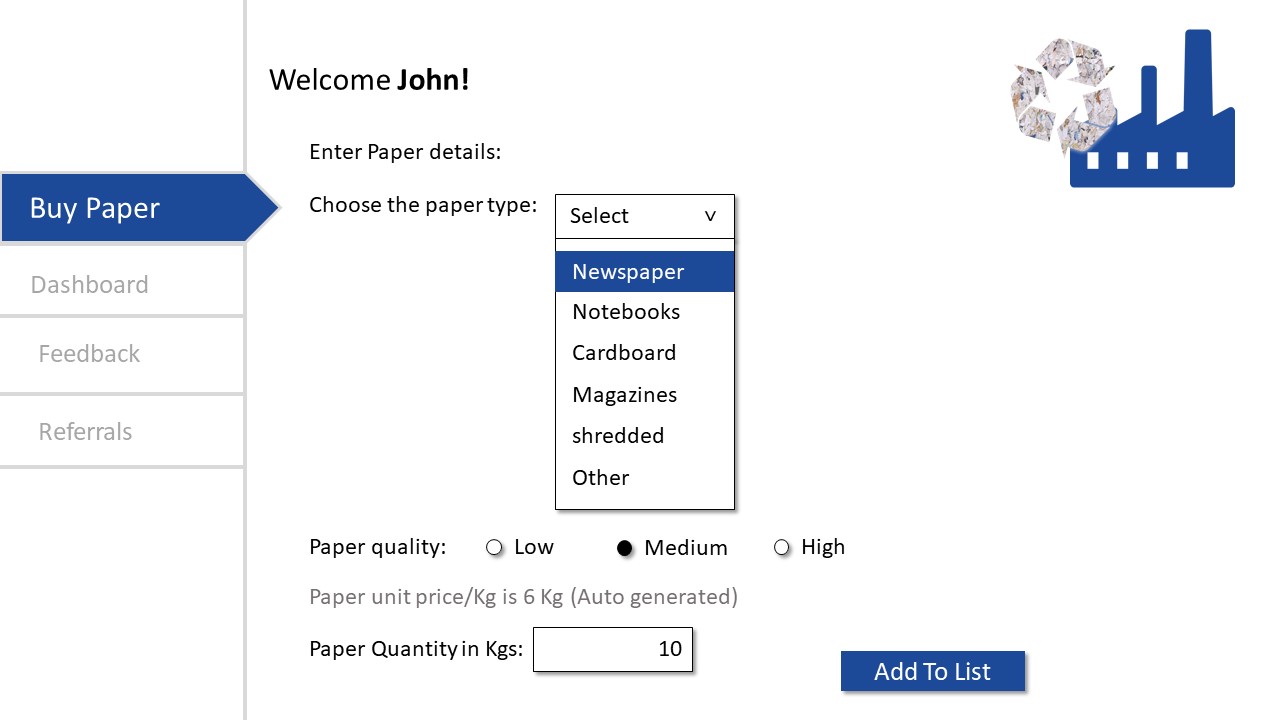 Welcome John!
Enter Paper details:
Buy Paper
Choose the paper type:
Select
Newspaper
Dashboard
Notebooks
Feedback
Cardboard
Magazines
Referrals
shredded
Other
Paper quality: Low Medium High
Paper unit price/Kg is 6 Kg (Auto generated)
Paper Quantity in Kgs: 10
Add To List